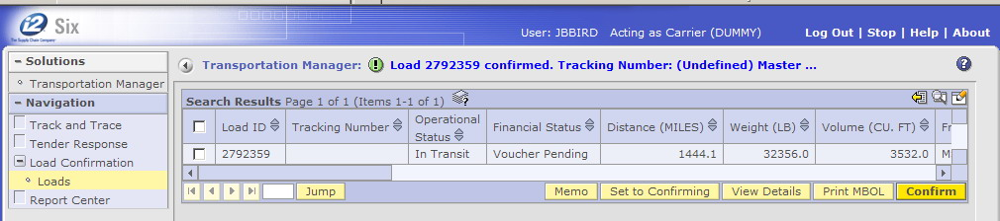 i2 Six
The Supply Chain Company
User: JBBIRD Acting as Carrier (DUMMY) Log Out | Stop | Help | About
Solutions
Transportation Manager
Navigation
Track and Trace
Tender Response
Load Confirmation
Loads
Report Center
Transportation Manager: Load 2792359 confirmed. Tracking Number: (Undefined) Master ...
Search Results Page 1 of 1 (Items 1-1 of 1)
Load ID Tracking Number Operational Status Financial Status Distance (MILES) Weight (LB) Volume (CU. FT) Fr
2792359 In Transit Voucher Pending 1444.1 32356.0 3532.0 M
Jump Memo Set to Confirming View Details Print MBOL Confirm